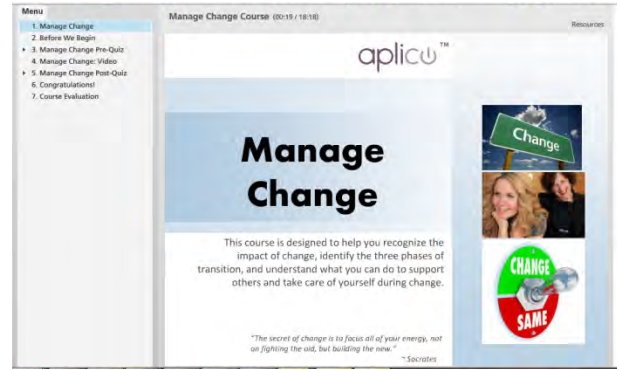 Menu
1. Manage Change
2. Before We Begin
3. Manage Change Pre-Quiz
4. Manage Change: Video
5. Manage Change Post-Quiz
6. Congratulations!
7. Course Evaluation
Manage Change Course (00:15 / 18:18)
Resources
aplico™
Manage
Change
This course is designed to help you recognize the
impact of change, identify the three phases of
transition, and understand what you can do to support
others and take care of yourself during change.
"The secret of change is to focus all of your energy, not
on fighting the old, but building the new."
~Socrates
Change
CHANGE
SAME